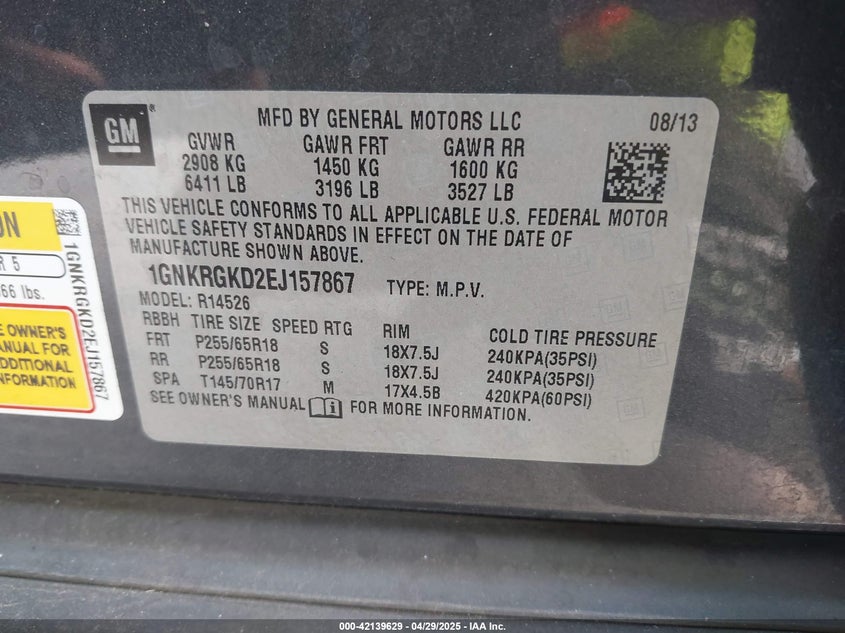 GM ®
MFD BY GENERAL MOTORS LLC 08/13
GVWR GAWR FRT GAWR RR
2908 KG 1450 KG 1600 KG
6411 LB 3196 LB 3527 LB
THIS VEHICLE CONFORMS TO ALL APPLICABLE U.S. FEDERAL MOTOR
VEHICLE SAFETY STANDARDS IN EFFECT ON THE DATE OF
MANUFACTURE SHOWN ABOVE.
1GNKRGKD2EJ157867 TYPE: M.P.V.
MODEL: R14526
RBBH TIRE SIZE SPEED RTG RIM COLD TIRE PRESSURE
FRT P255/65R18 S 18X7.5J 240KPA(35PSI)
RR P255/65R18 S 18X7.5J 240KPA(35PSI)
SPA T145/70R17 M 17X4.5B 420KPA(60PSI)
SEE OWNER'S MANUAL FOR MORE INFORMATION.
5
lbs.
OWNER'S
MANUAL FOR
1GNKRGKD2EJ157867
000-42139629 - 04/29/2025 - IAA Inc.